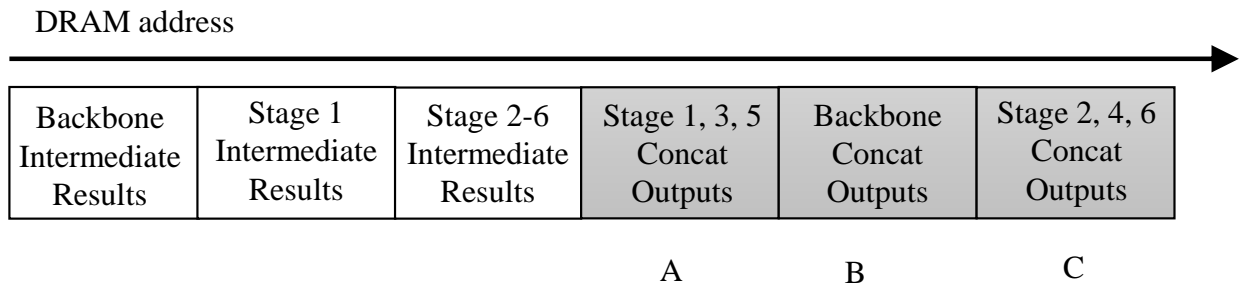 DRAM address
Backbone
Intermediate
Results
Stage 1
Intermediate
Results
Stage 2-6
Intermediate
Results
Stage 1, 3, 5
Concat
Outputs
Backbone
Concat
Outputs
Stage 2, 4, 6
Concat
Outputs
A
B
C